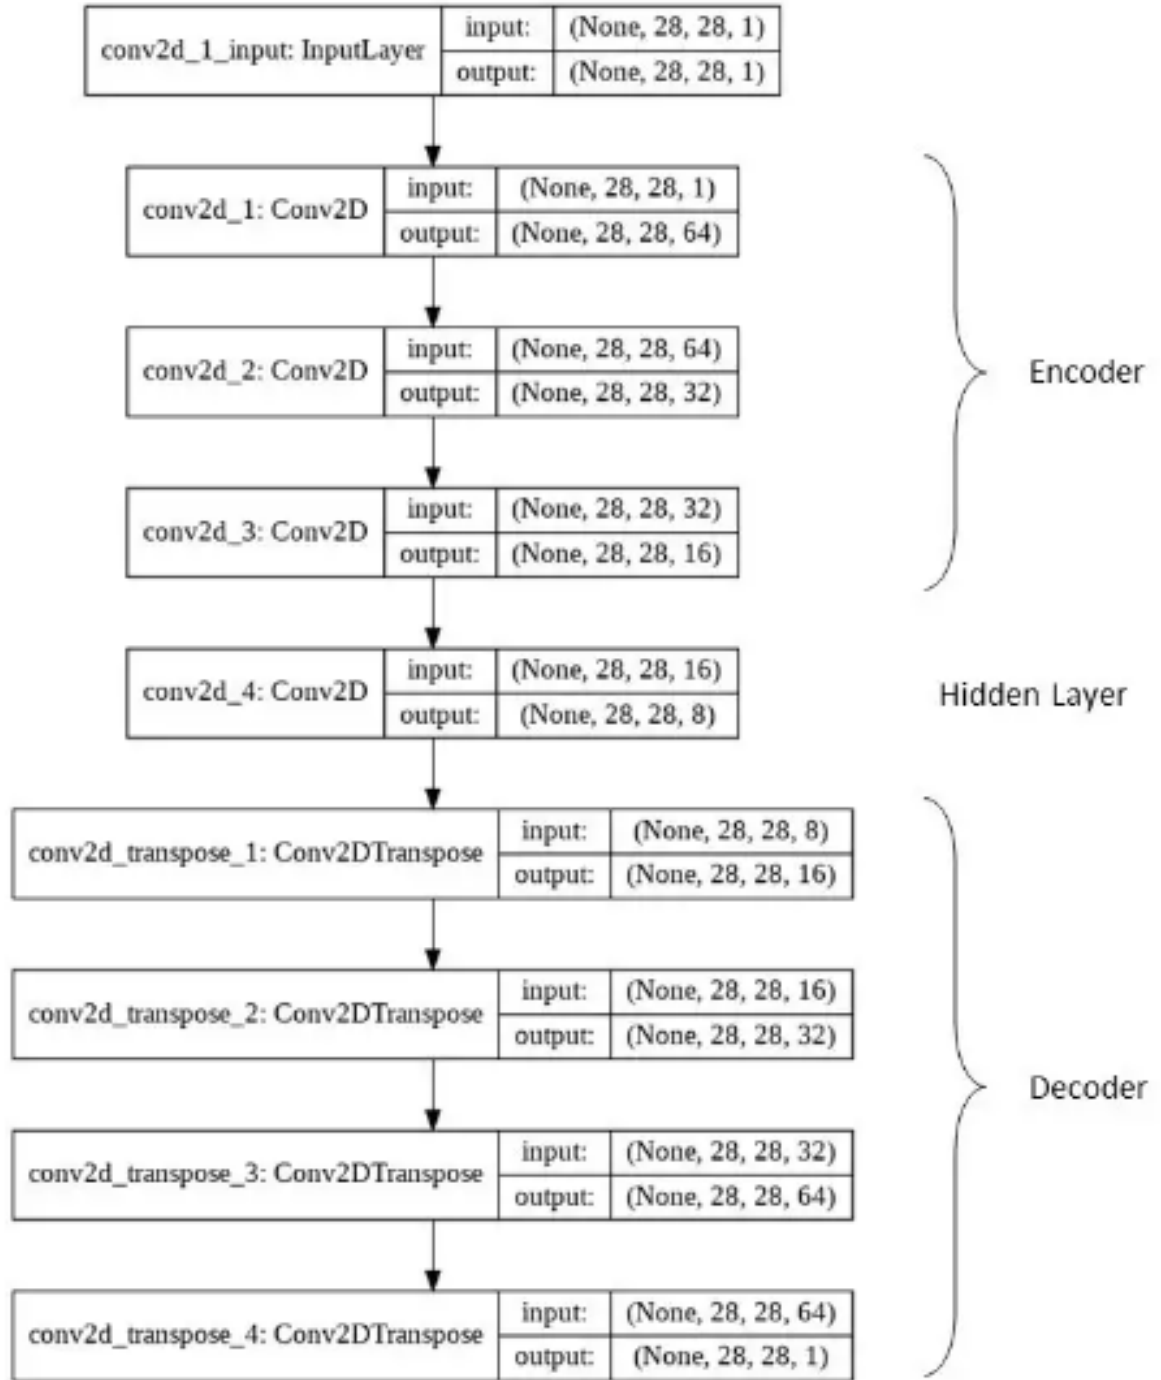 conv2d_1_input: InputLayer
input: (None, 28, 28, 1)
output: (None, 28, 28, 1)
conv2d_1: Conv2D
input: (None, 28, 28, 1)
output: (None, 28, 28, 64)
conv2d_2: Conv2D
input: (None, 28, 28, 64)
output: (None, 28, 28, 32)
conv2d_3: Conv2D
input: (None, 28, 28, 32)
output: (None, 28, 28, 16)
Encoder
conv2d_4: Conv2D
input: (None, 28, 28, 16)
output: (None, 28, 28, 8)
Hidden Layer
conv2d_transpose_1: Conv2DTranspose
input: (None, 28, 28, 8)
output: (None, 28, 28, 16)
conv2d_transpose_2: Conv2DTranspose
input: (None, 28, 28, 16)
output: (None, 28, 28, 32)
conv2d_transpose_3: Conv2DTranspose
input: (None, 28, 28, 32)
output: (None, 28, 28, 64)
conv2d_transpose_4: Conv2DTranspose
input: (None, 28, 28, 64)
output: (None, 28, 28, 1)
Decoder